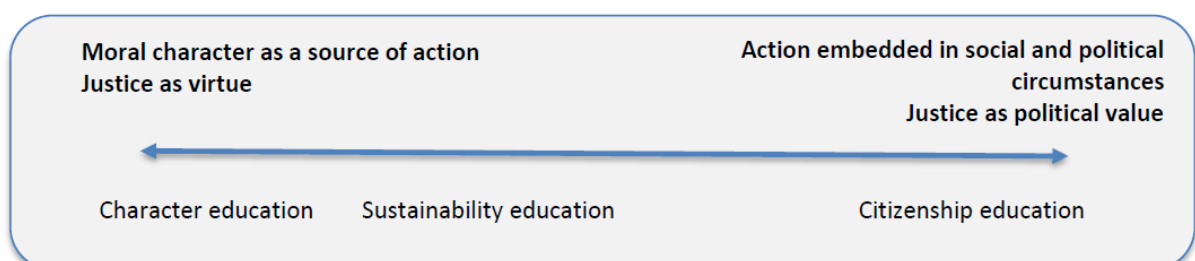 Moral character as a source of action
Justice as virtue
Action embedded in social and political
circumstances
Justice as political value
Character education
Sustainability education
Citizenship education